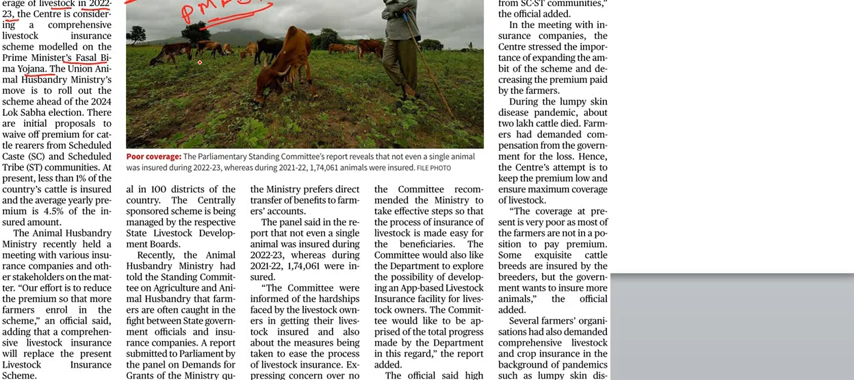 erage of livestock in 2022-
23, the Centre is consider-
ing a comprehensive
livestock insurance
scheme modelled on the
Prime Minister's Fasal Bi-
ma Yojana. The Union Ani-
mal Husbandry Ministry's
move is to roll out the
scheme ahead of the 2024
Lok Sabha election. There
are initial proposals to
waive off premium for cat-
tle rearers from Scheduled
Caste (SC) and Scheduled
Tribe (ST) communities. At
present, less than 1% of the
country's cattle is insured
and the average yearly pre-
mium is 4.5% of the in-
sured amount.
The Animal Husbandry
Ministry recently held a
meeting with various insu-
rance companies and oth-
er stakeholders on the mat-
ter. “Our effort is to reduce
the premium so that more
farmers enrol in the
scheme,” an official said,
adding that a comprehen-
sive livestock insurance
will replace the present
Livestock Insurance
Scheme.
Poor coverage: The Parliamentary Standing Committee's report reveals that not even a single animal
was insured during 2022-23, whereas during 2021-22, 1,74,061 animals were insured. FILE PHOTO
al in 100 districts of the
country. The Centrally
sponsored scheme is being
managed by the respective
State Livestock Develop-
ment Boards.
Recently, the Animal
Husbandry Ministry had
told the Standing Commit-
tee on Agriculture and Ani-
mal Husbandry that farm-
ers are often caught in the
fight between State govern-
ment officials and insu-
rance companies. A report
submitted to Parliament by
the panel on Demands for
Grants of the Ministry qu-
the Ministry prefers direct
transfer of benefits to farm-
ers' accounts.
The panel said in the re-
port that not even a single
animal was insured during
2022-23, whereas during
2021-22, 1,74,061 were in-
sured.
“The Committee were
informed of the hardships
faced by the livestock own-
ers in getting their lives-
tock insured and also
about the measures being
taken to ease the process
of livestock insurance. Ex-
pressing concern over no
the Committee recom-
mended the Ministry to
take effective steps so that
the process of insurance of
livestock is made easy for
the beneficiaries. The
Committee would also like
the Department to explore
the possibility of develop-
ing an App-based Livestock
Insurance facility for lives-
tock owners. The Commit-
tee would like to be ap-
prised of the total progress
made by the Department
in this regard,” the report
added.
The official said high
from SC-ST communities,”
the official added.
In the meeting with in-
surance companies, the
Centre stressed the impor-
tance of expanding the am-
bit of the scheme and de-
creasing the premium paid
by the farmers.
During the lumpy skin
disease pandemic, about
two lakh cattle died. Farm-
ers had demanded com-
pensation from the govern-
ment for the loss. Hence,
the Centre's attempt is to
keep the premium low and
ensure maximum coverage
of livestock.
“The coverage at pre-
sent is very poor as most of
the farmers are not in a po-
sition to pay premium.
Some exquisite cattle
breeds are insured by the
breeders, but the govern-
ment wants to insure more
animals,” the official
added.
Several farmers' organi-
sations had also demanded
comprehensive livestock
and crop insurance in the
background of pandemics
such as lumpy skin dis-